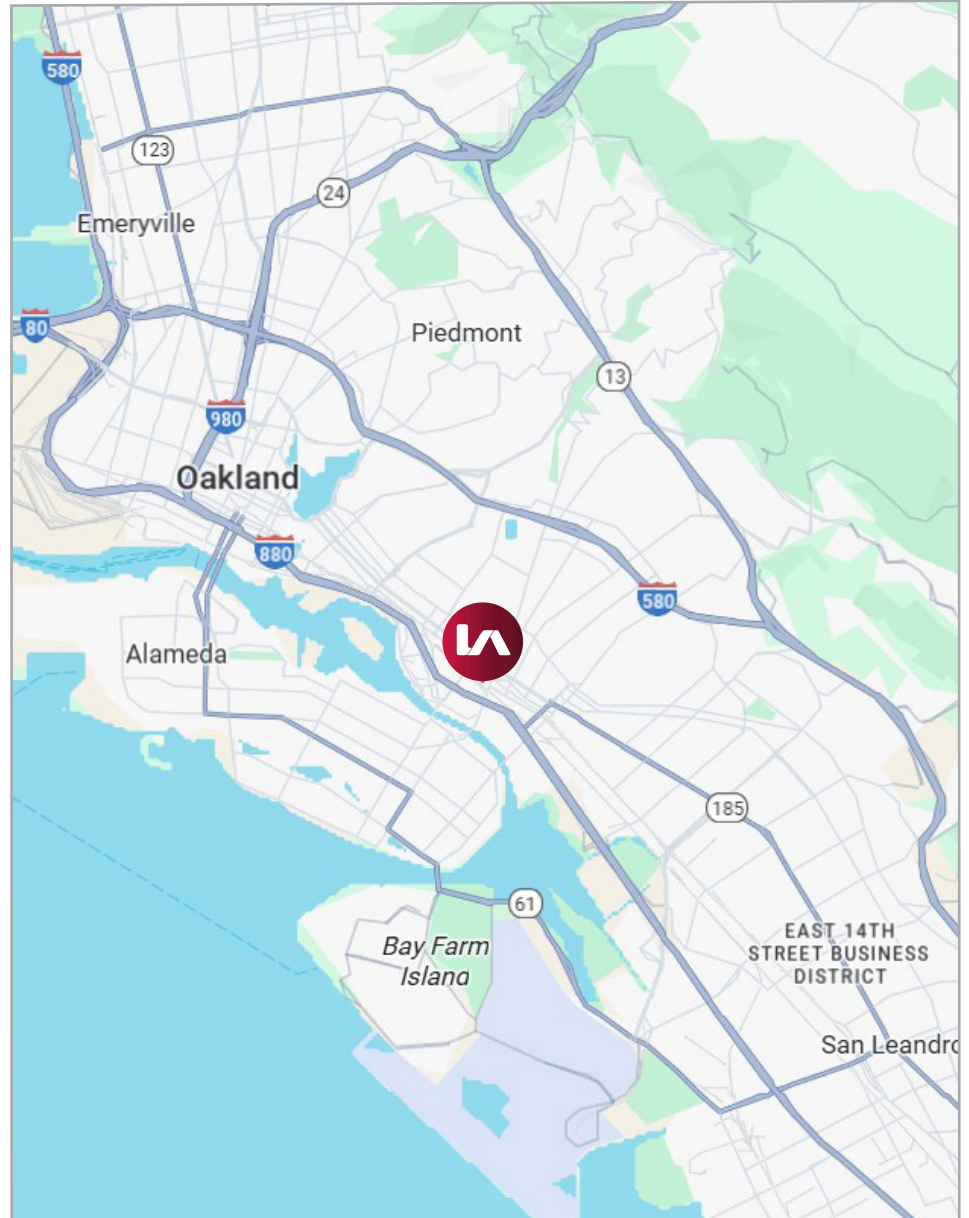 580
123
24
Emeryville
80
Piedmont
13
980
Oakland
880
580
LA
Alameda
185
61
EAST 14TH
STREET BUSINESS
DISTRICT
Bay Farm
Island
San Leandro